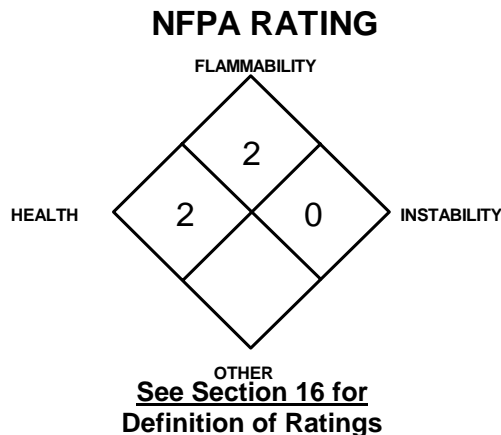 NFPA RATING
FLAMMABILITY
2
HEALTH 2 0 INSTABILITY
OTHER
See Section 16 for
Definition of Ratings